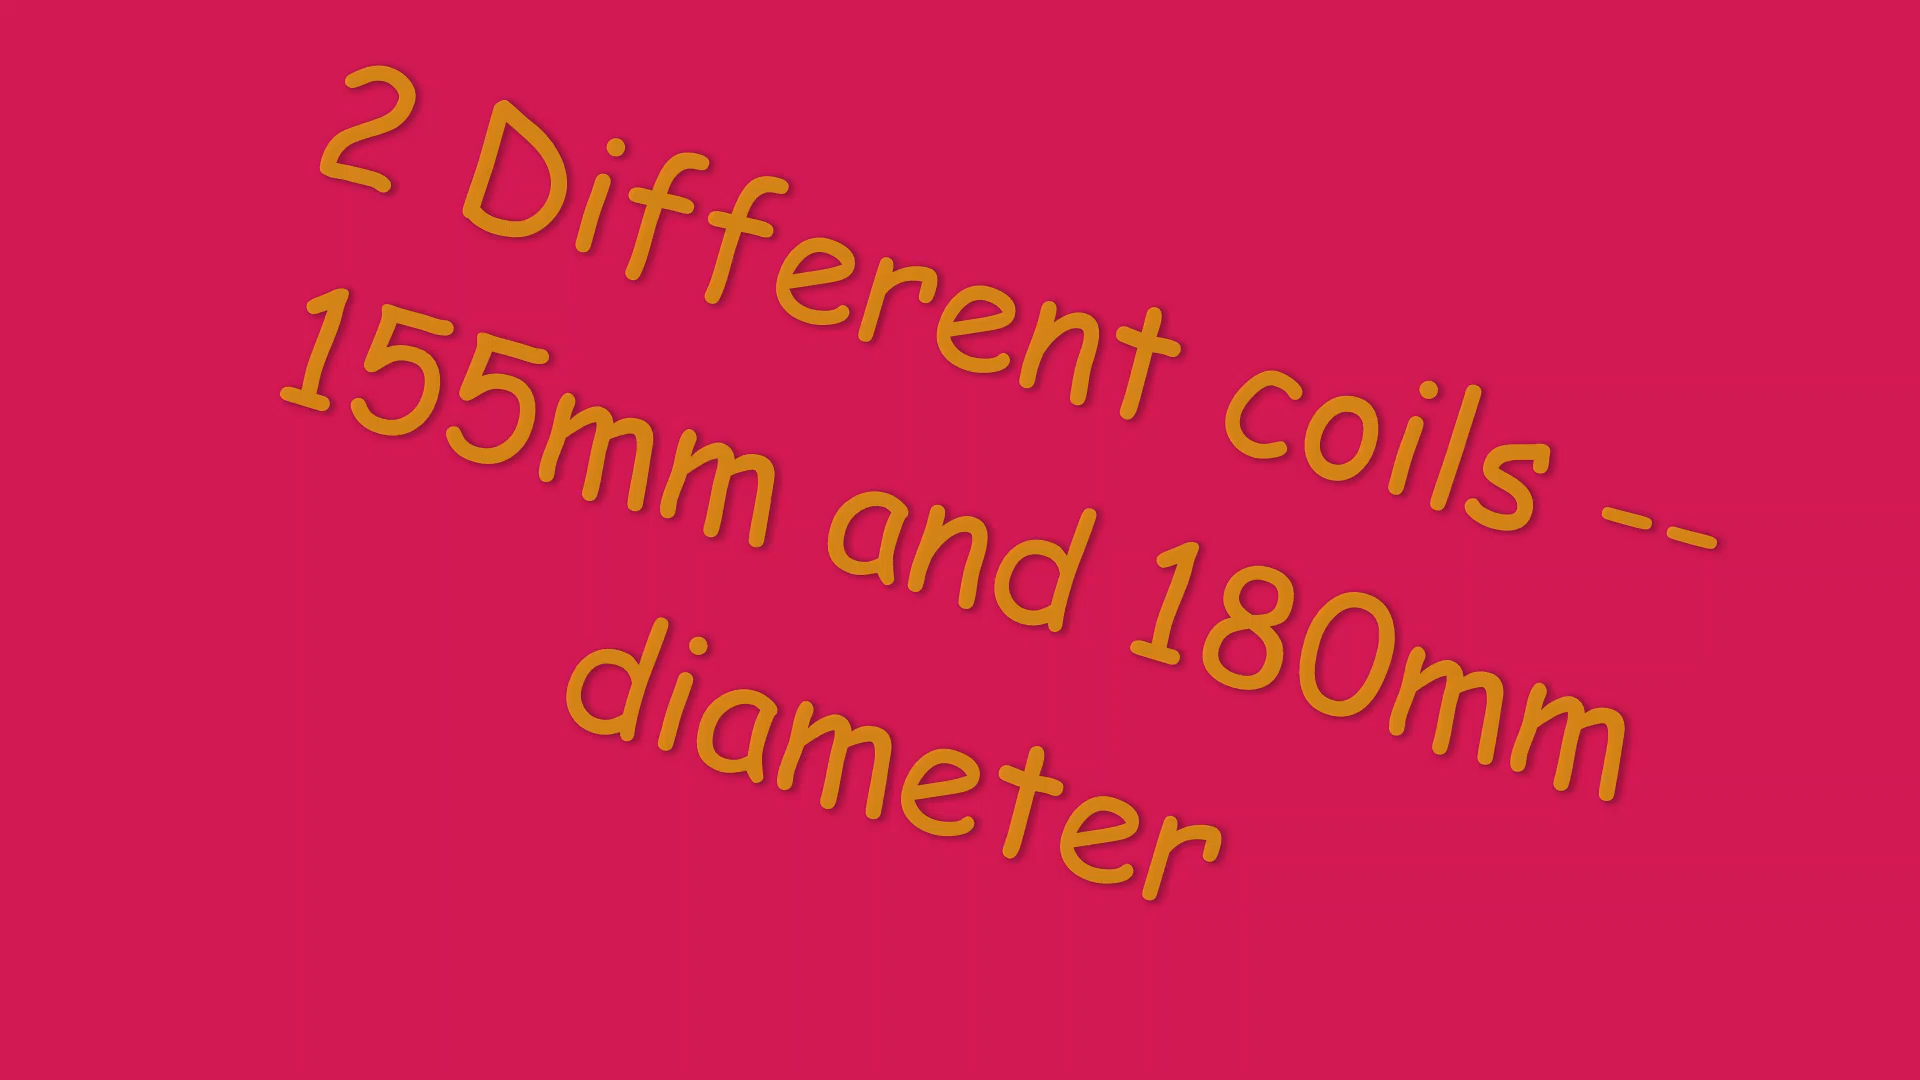 2 Different coils --
155mm and 180mm
diameter